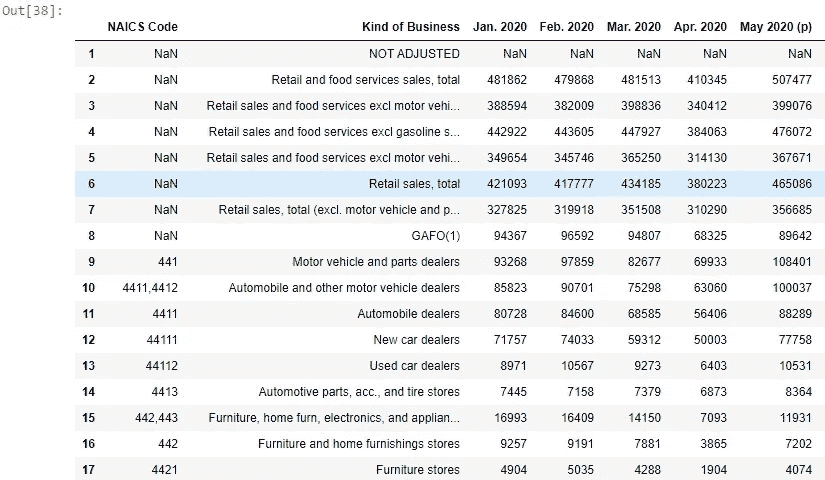 Out[38]:
NAICS Code Kind of Business Jan. 2020 Feb. 2020 Mar. 2020 Apr. 2020 May 2020 (p)
1 NaN NOT ADJUSTED NaN NaN NaN NaN NaN
2 NaN Retail and food services sales, total 481862 479868 481513 410345 507477
3 NaN Retail sales and food services excl motor vehi... 388594 382009 398836 340412 399076
4 NaN Retail sales and food services excl gasoline s... 442922 443605 447927 384063 476072
5 NaN Retail sales and food services excl motor vehi... 349654 345746 365250 314130 367671
6 NaN Retail sales, total 421093 417777 434185 380223 465086
7 NaN Retail sales, total (excl. motor vehicle and p... 327825 319918 351508 310290 356685
8 NaN GAFO(1) 94367 96592 94807 68325 89642
9 441 Motor vehicle and parts dealers 93268 97859 82677 69933 108401
10 4411,4412 Automobile and other motor vehicle dealers 85823 90701 75298 63060 100037
11 4411 Automobile dealers 80728 84600 68585 56406 88289
12 44111 New car dealers 71757 74033 59312 50003 77758
13 44112 Used car dealers 8971 10567 9273 6403 10531
14 4413 Automotive parts, acc., and tire stores 7445 7158 7379 6873 8364
15 442,443 Furniture, home furn, electronics, and applian... 16993 16409 14150 7093 11931
16 442 Furniture and home furnishings stores 9257 9191 7881 3865 7202
17 4421 Furniture stores 4904 5035 4288 1904 4074